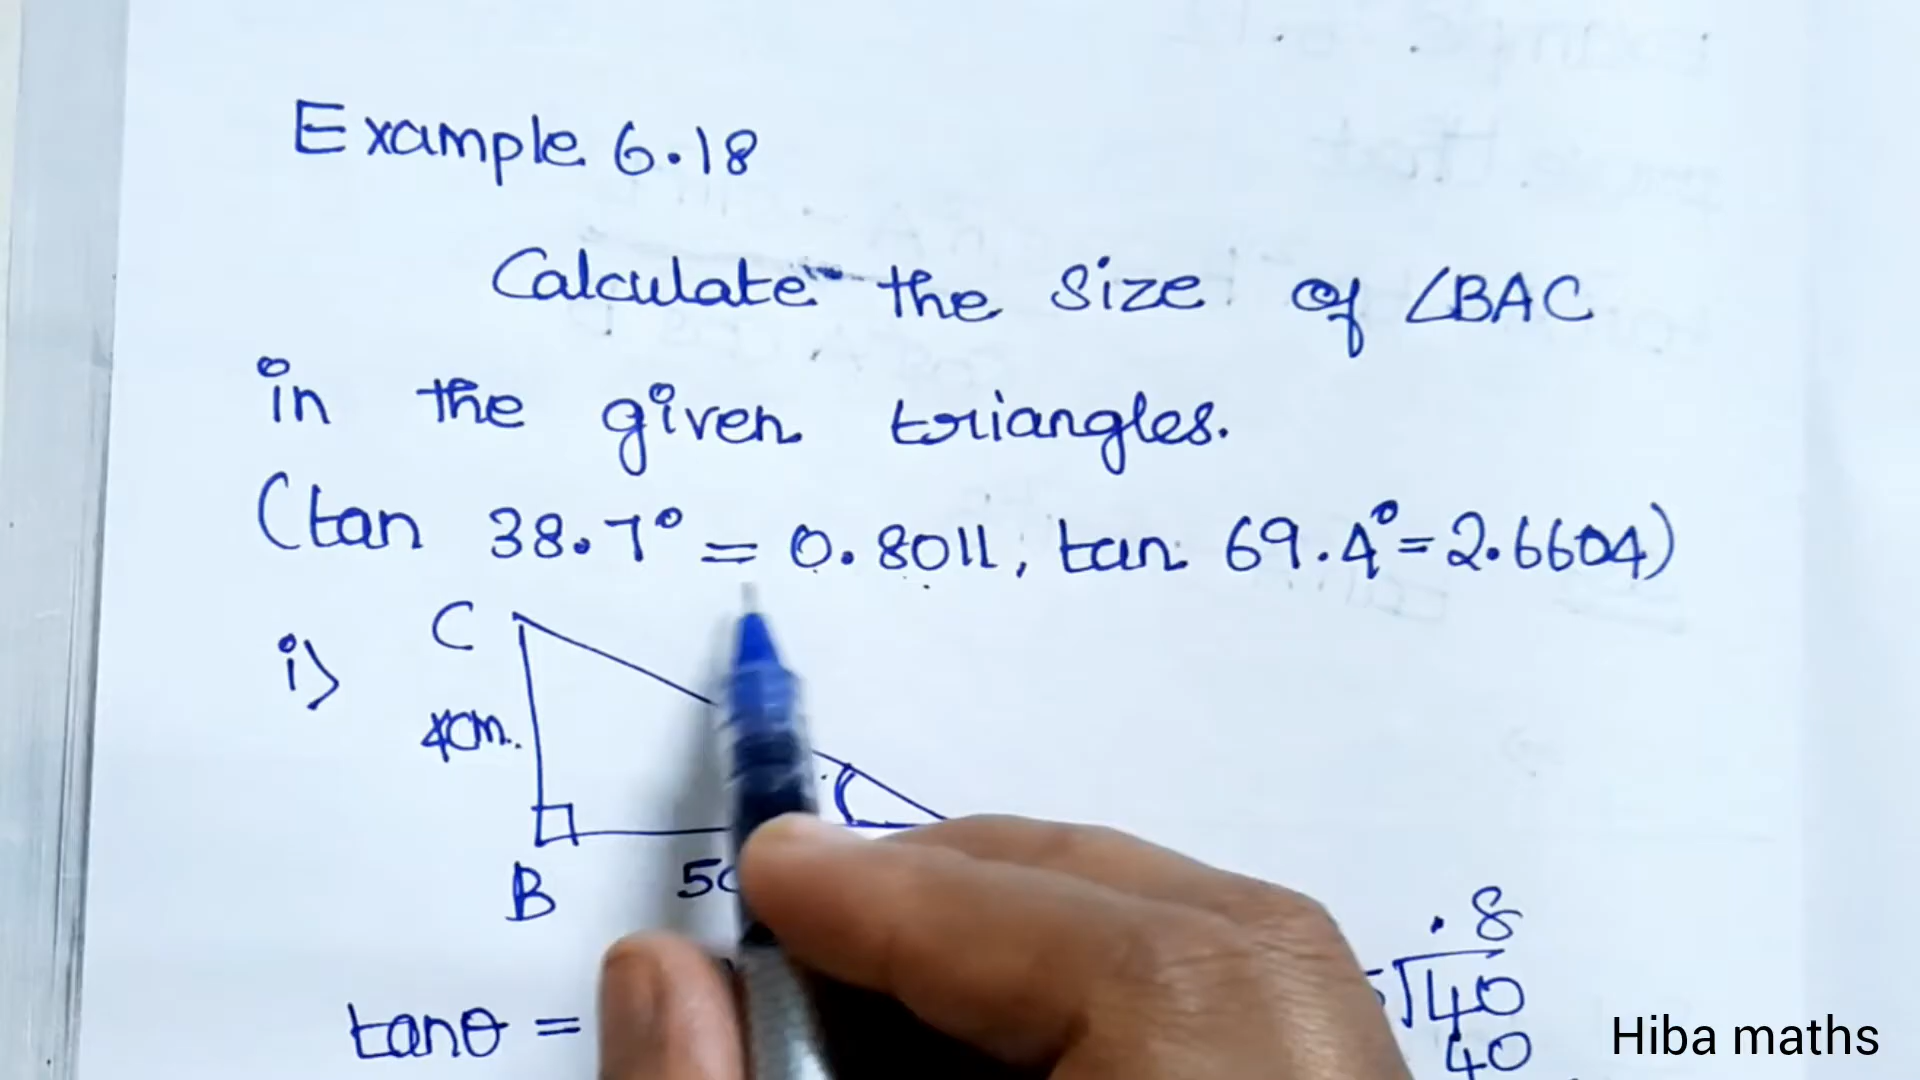 Example 6.18
Calculate the size of ∠BAC
in the given triangles.
(tan 38.7° = 0.8011, tan 69.4° = 2.6604)
i)
C
4cm.
B
tanθ =
.8
40
40
Hiba maths